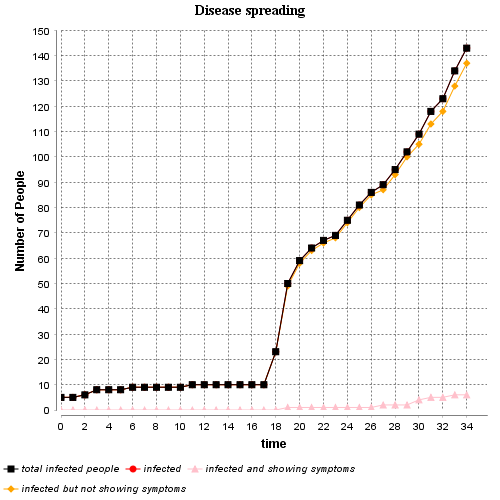 Disease spreading
Number of People
150
140
130
120
110
100
90
80
70
60
50
40
30
20
10
0
0 2 4 6 8 10 12 14 16 18 20 22 24 26 28 30 32 34
time
total infected people infected infected and showing symptoms
infected but not showing symptoms